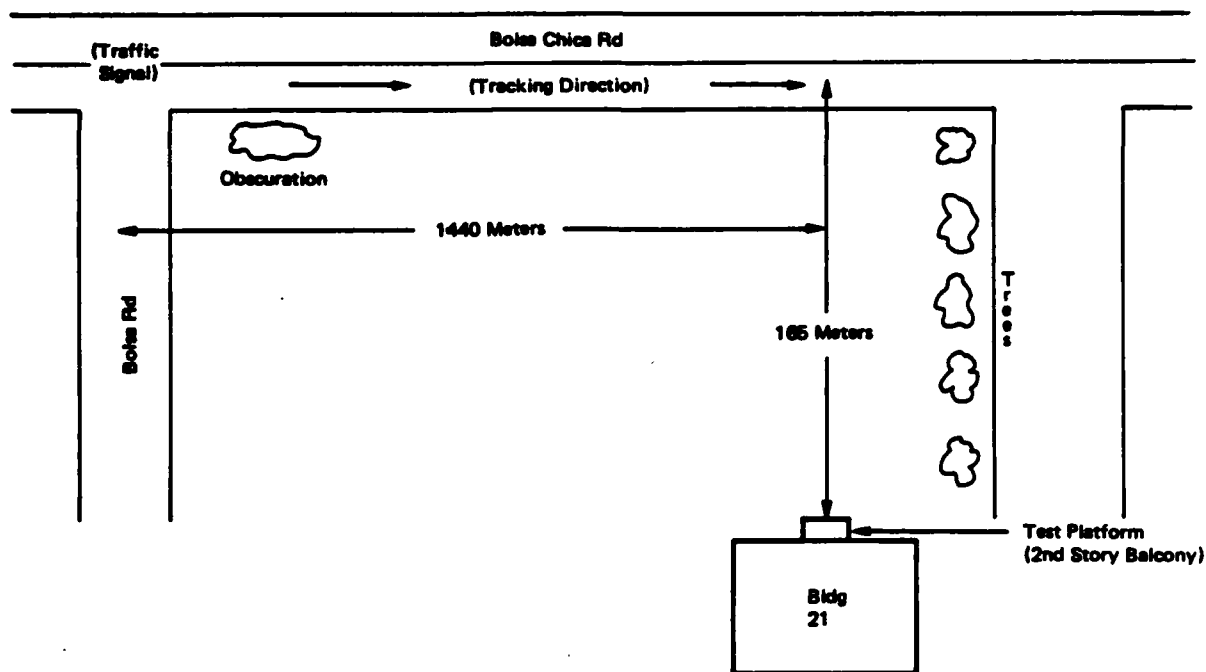 Bolsa Chica Rd
(Traffic
Signal)
(Tracking Direction)
Obscuration
1440 Meters
Bolsa Rd
165 Meters
Trees
Test Platform
(2nd Story Balcony)
Bldg
21